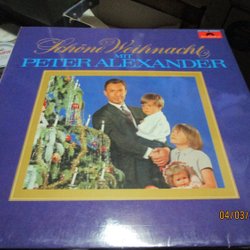 Schöne Weihnacht
MIT
PETER ALEXANDER
04/03/